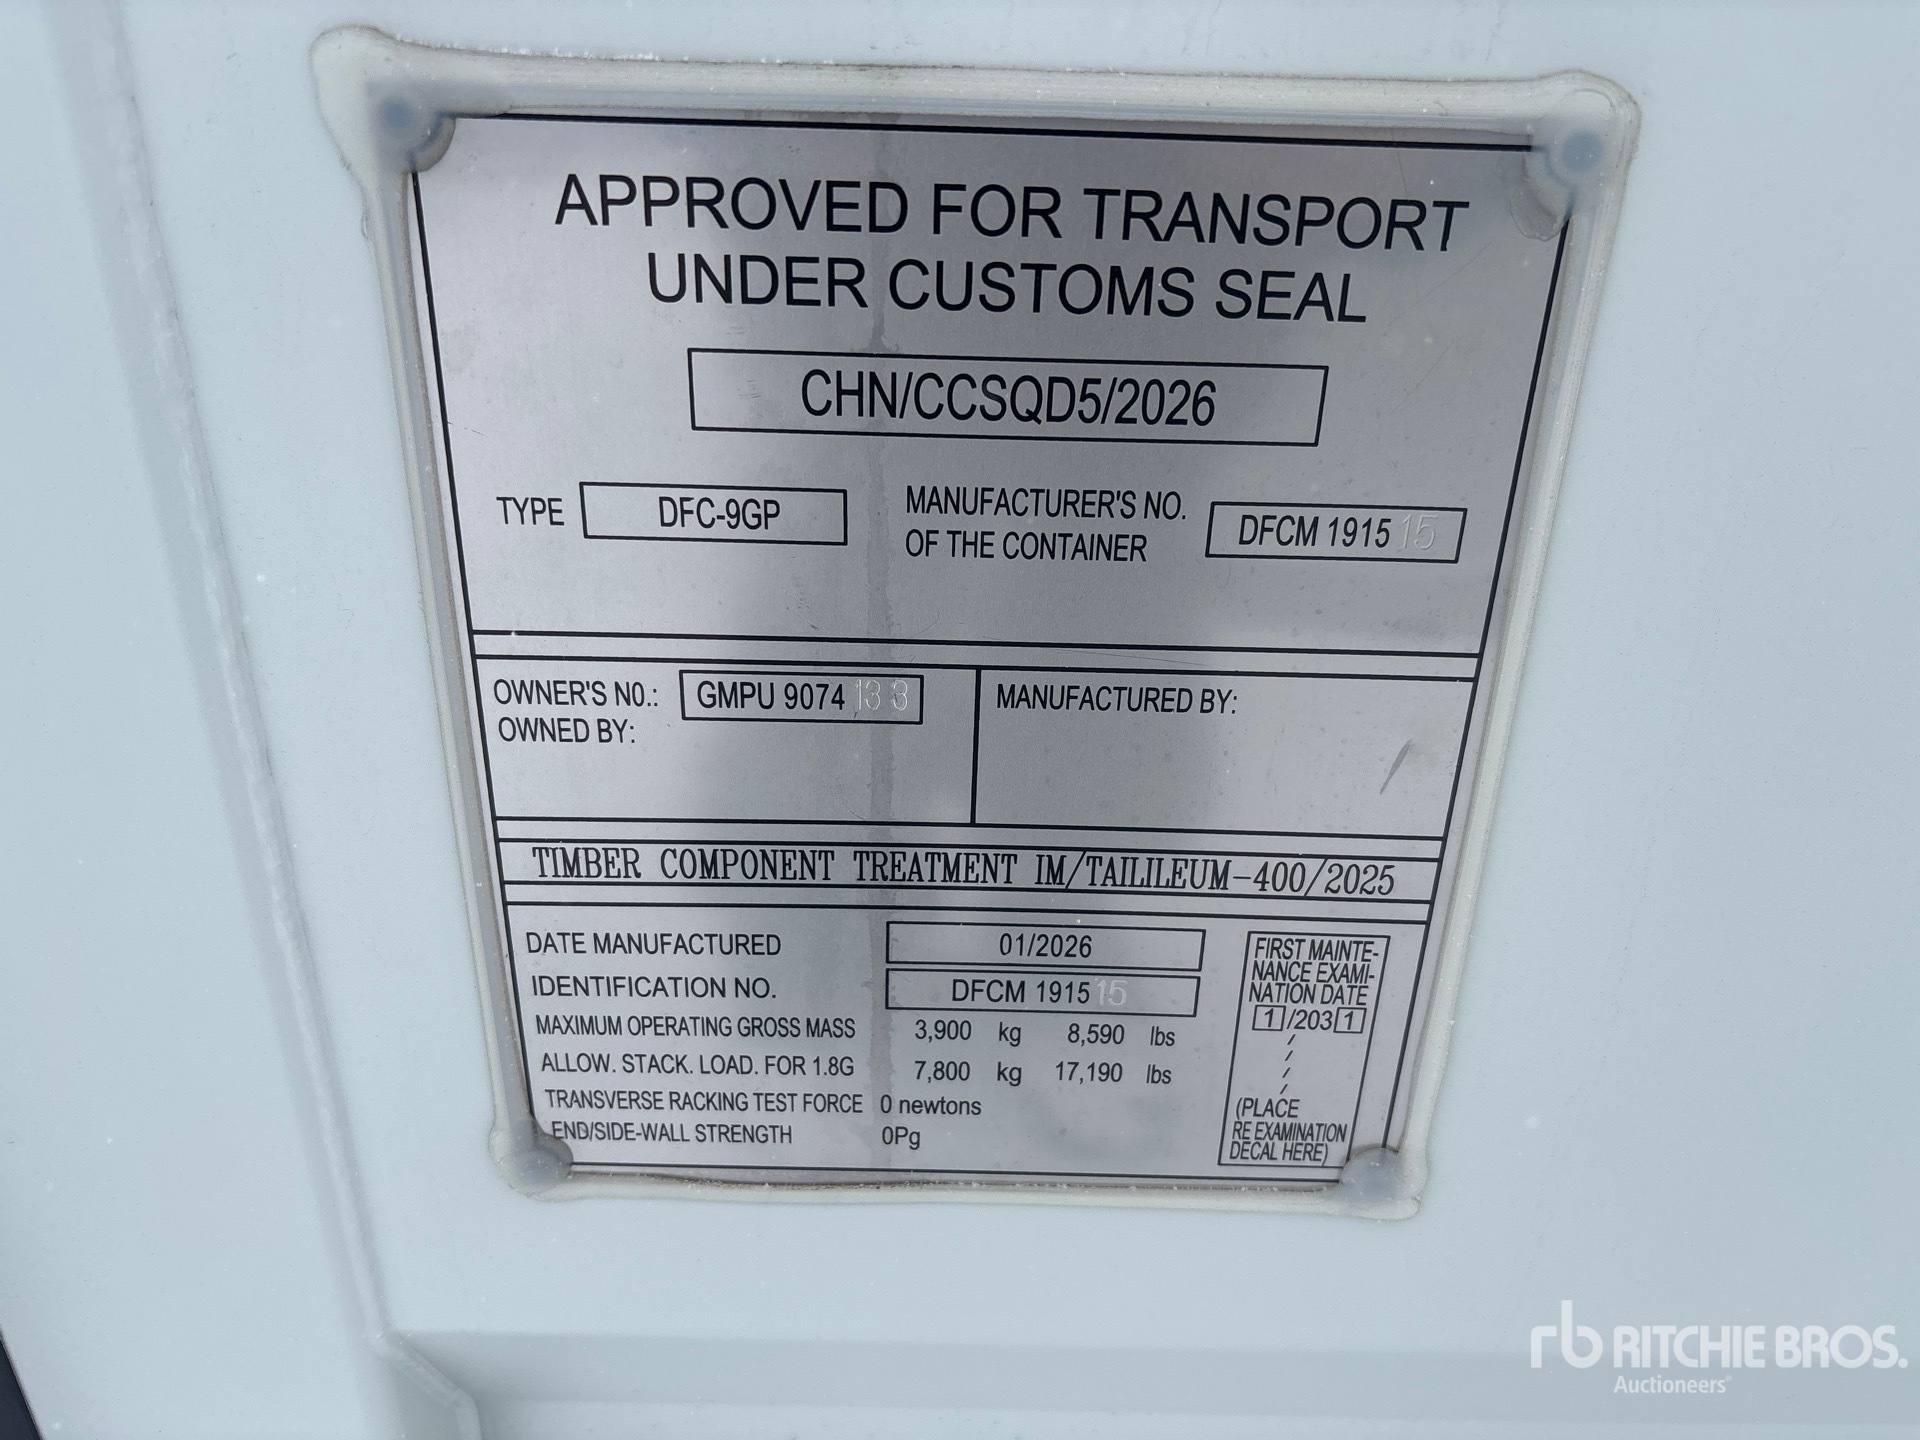 APPROVED FOR TRANSPORT
UNDER CUSTOMS SEAL
CHN/CCSQD5/2026
TYPE DFC-9GP
MANUFACTURER'S NO.
OF THE CONTAINER
DFCM 1915 15
OWNER'S NO.: GMPU 9074 133
OWNED BY:
MANUFACTURED BY:
TIMBER COMPONENT TREATMENT IM/TAILILEUM-400/2025
DATE MANUFACTURED 01/2026
IDENTIFICATION NO. DFCM 1915 15
MAXIMUM OPERATING GROSS MASS 3,900 kg 8,590 lbs
ALLOW. STACK. LOAD. FOR 1.8G 7,800 kg 17,190 lbs
TRANSVERSE RACKING TEST FORCE 0 newtons
END/SIDE-WALL STRENGTH 0Pg
FIRST MAINTE-
NANCE EXAMI-
NATION DATE
1/2031
(PLACE
RE EXAMINATION
DECAL HERE)
rb RITCHIE BROS.
Auctioneers